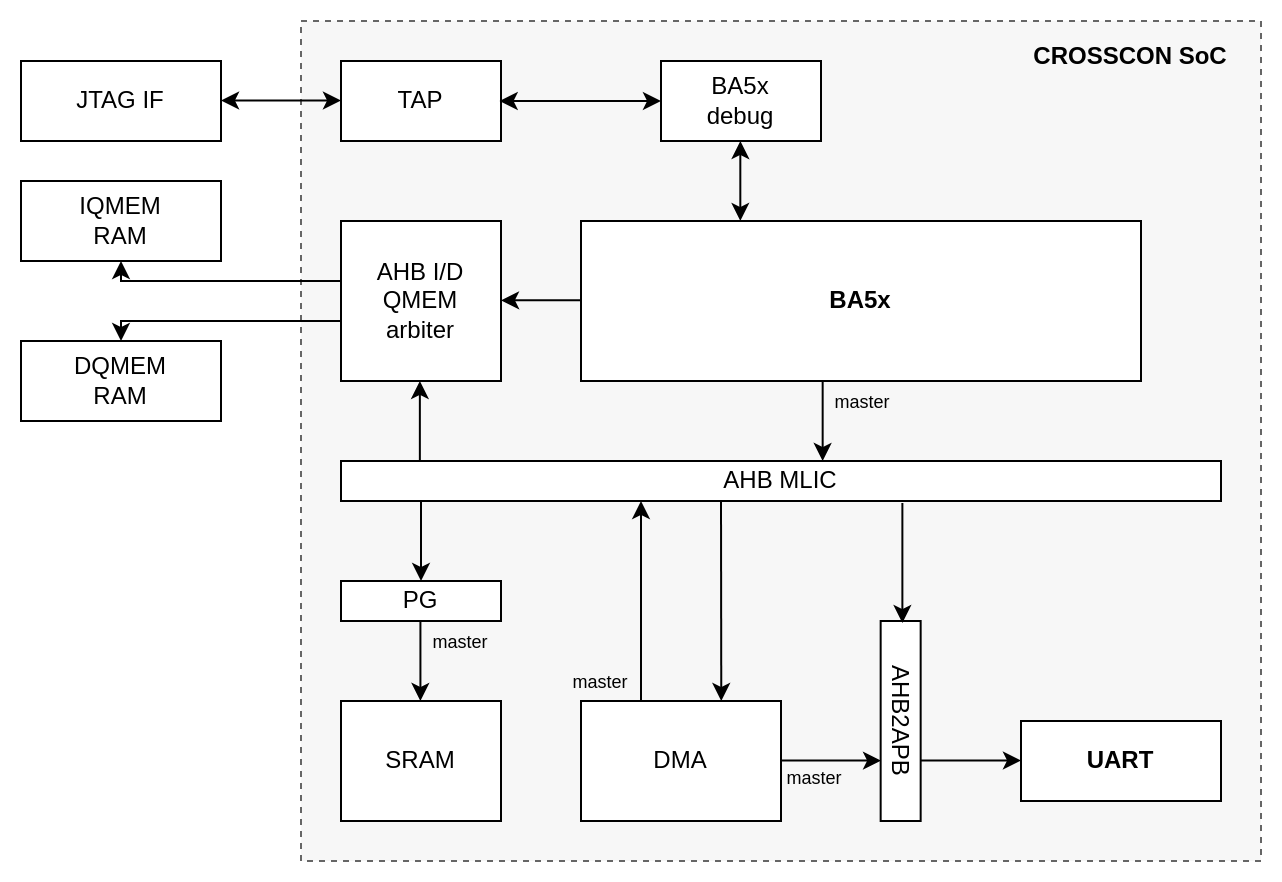 CROSSCON SoC
JTAG IF
TAP
BA5x
debug
IQMEM
RAM
AHB I/D
QMEM
arbiter
BA5x
DQMEM
RAM
master
AHB MLIC
PG
master
master
SRAM
DMA
master
AHB2APB
UART